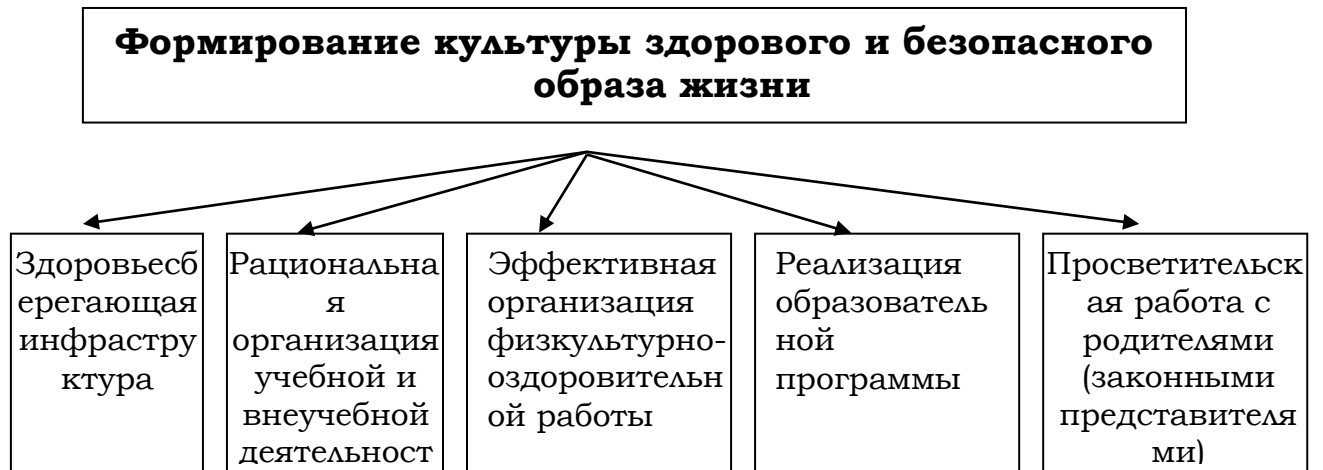 Формирование культуры здорового и безопасного
образа жизни
Здоровьесб
ерегающая
инфрастру
ктура
Рациональна
я
организация
учебной и
внеучебной
деятельност
Эффективная
организация
физкультурно-
оздоровительн
ой работы
Реализация
образователь
ной
программы
Просветительск
ая работа с
родителями
(законными
представителя
ми)